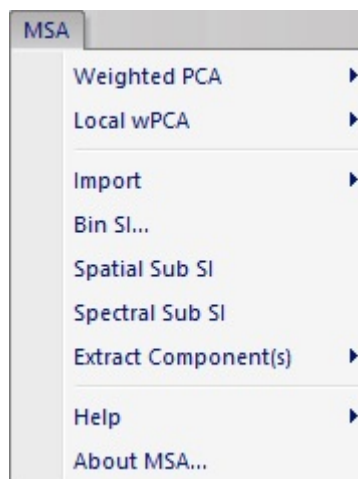 MSA
Weighted PCA
Local wPCA
Import
Bin SI...
Spatial Sub SI
Spectral Sub SI
Extract Component(s)
Help
About MSA...